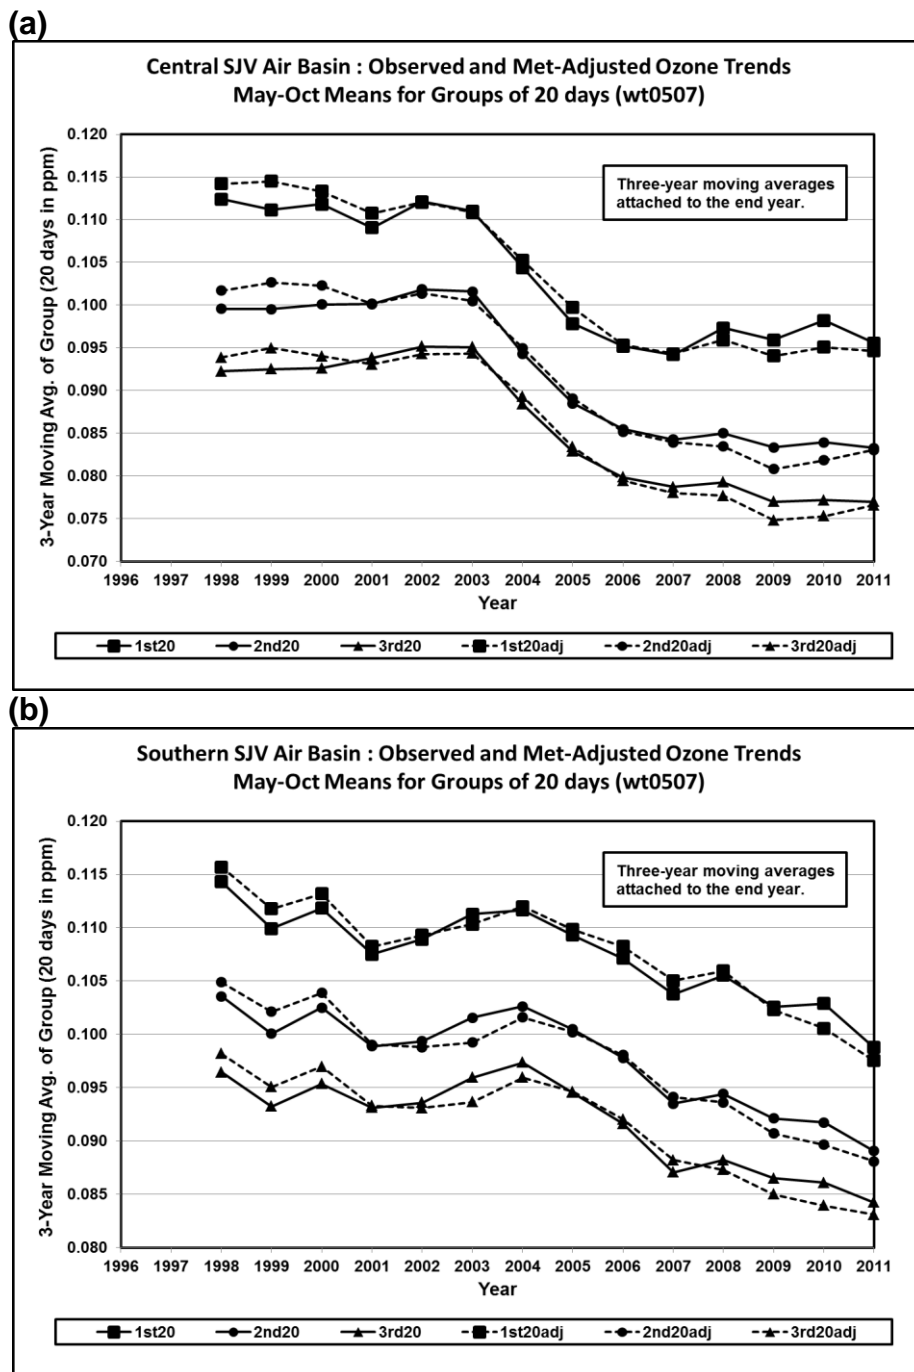 (a)
Central SJV Air Basin : Observed and Met-Adjusted Ozone Trends
May-Oct Means for Groups of 20 days (wt0507)
3-Year Moving Avg. of Group (20 days in ppm)
0.120
0.115
0.110
0.105
0.100
0.095
0.090
0.085
0.080
0.075
0.070
Three-year moving averages
attached to the end year.
1996 1997 1998 1999 2000 2001 2002 2003 2004 2005 2006 2007 2008 2009 2010 2011
Year
1st20 2nd20 3rd20 1st20adj 2nd20adj 3rd20adj
(b)
Southern SJV Air Basin : Observed and Met-Adjusted Ozone Trends
May-Oct Means for Groups of 20 days (wt0507)
3-Year Moving Avg. of Group (20 days in ppm)
0.120
0.115
0.110
0.105
0.100
0.095
0.090
0.085
0.080
Three-year moving averages
attached to the end year.
1996 1997 1998 1999 2000 2001 2002 2003 2004 2005 2006 2007 2008 2009 2010 2011
Year
1st20 2nd20 3rd20 1st20adj 2nd20adj 3rd20adj